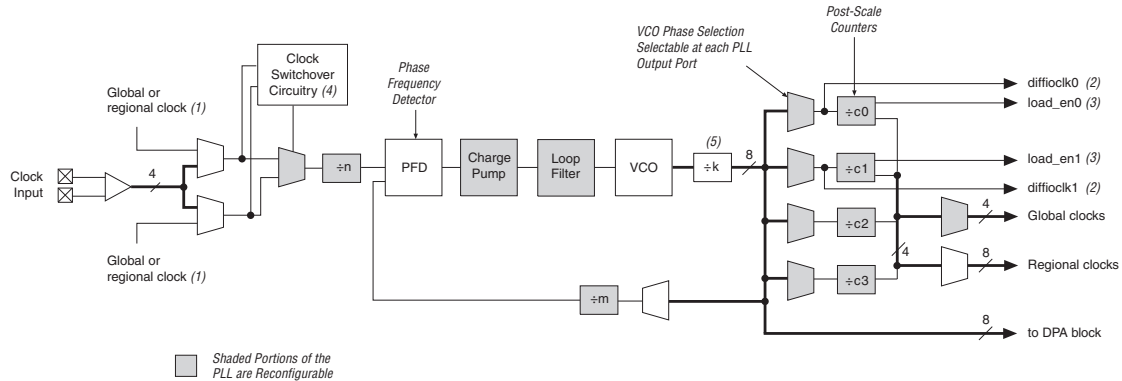 Post-Scale
Counters
VCO Phase Selection
Selectable at each PLL
Output Port
Clock
Switchover
Circuitry (4)
Phase
Frequency
Detector
Global or
regional clock (1)
diffioclk0 (2)
load_en0 (3)
÷c0
(5)
8
÷n
PFD
Charge
Pump
Loop
Filter
VCO
÷k
÷c1
load_en1 (3)
diffioclk1 (2)
Clock
Input
4
4
Global clocks
÷c2
4
8
Regional clocks
Global or
regional clock (1)
÷c3
÷m
8
to DPA block
Shaded Portions of the
PLL are Reconfigurable